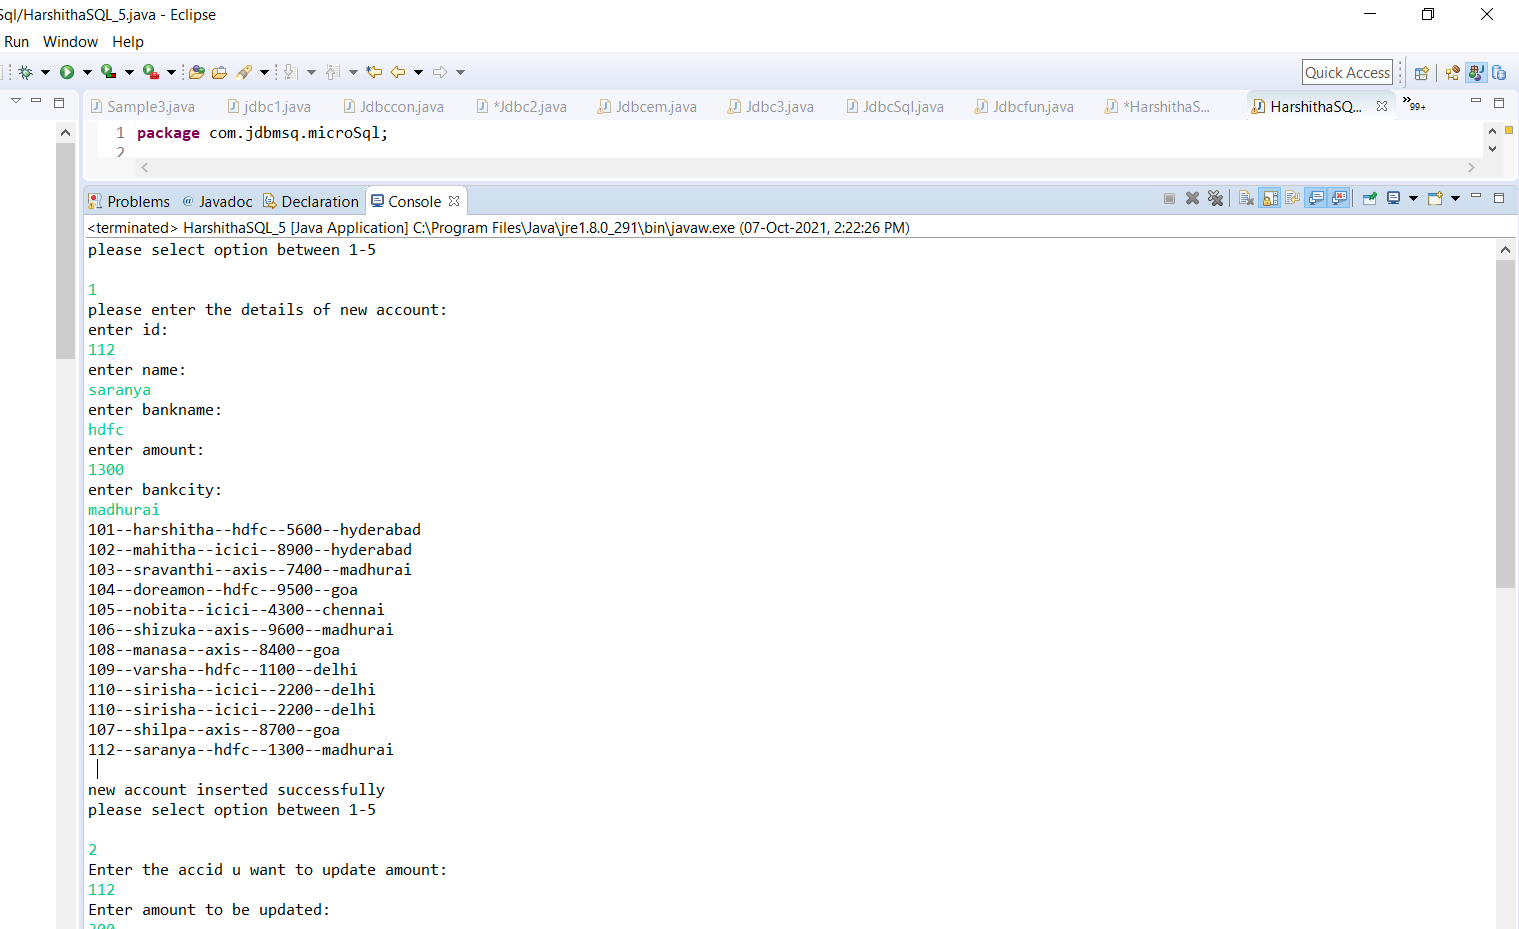 Sql/HarshithaSQL_5.java - Eclipse
Run Window Help
Quick Access
Sample3.java jdbc1.java Jdbccon.java *Jdbc2.java Jdbcem.java Jdbc3.java JdbcSql.java Jdbcfun.java *HarshithaS... HarshithaSQ... »99+
1 package com.jdbmsq.microSql;
2
Problems @ Javadoc Declaration Console
<terminated> HarshithaSQL_5 [Java Application] C:\Program Files\Java\jre1.8.0_291\bin\javaw.exe (07-Oct-2021, 2:22:26 PM)
please select option between 1-5
1
please enter the details of new account:
enter id:
112
enter name:
saranya
enter bankname:
hdfc
enter amount:
1300
enter bankcity:
madhurai
101--harshitha--hdfc--5600--hyderabad
102--mahitha--icici--8900--hyderabad
103--sravanthi--axis--7400--madhurai
104--doreamon--hdfc--9500--goa
105--nobita--icici--4300--chennai
106--shizuka--axis--9600--madhurai
108--manasa--axis--8400--goa
109--varsha--hdfc--1100--delhi
110--sirisha--icici--2200--delhi
110--sirisha--icici--2200--delhi
107--shilpa--axis--8700--goa
112--saranya--hdfc--1300--madhurai
new account inserted successfully
please select option between 1-5
2
Enter the accid u want to update amount:
112
Enter amount to be updated:
200